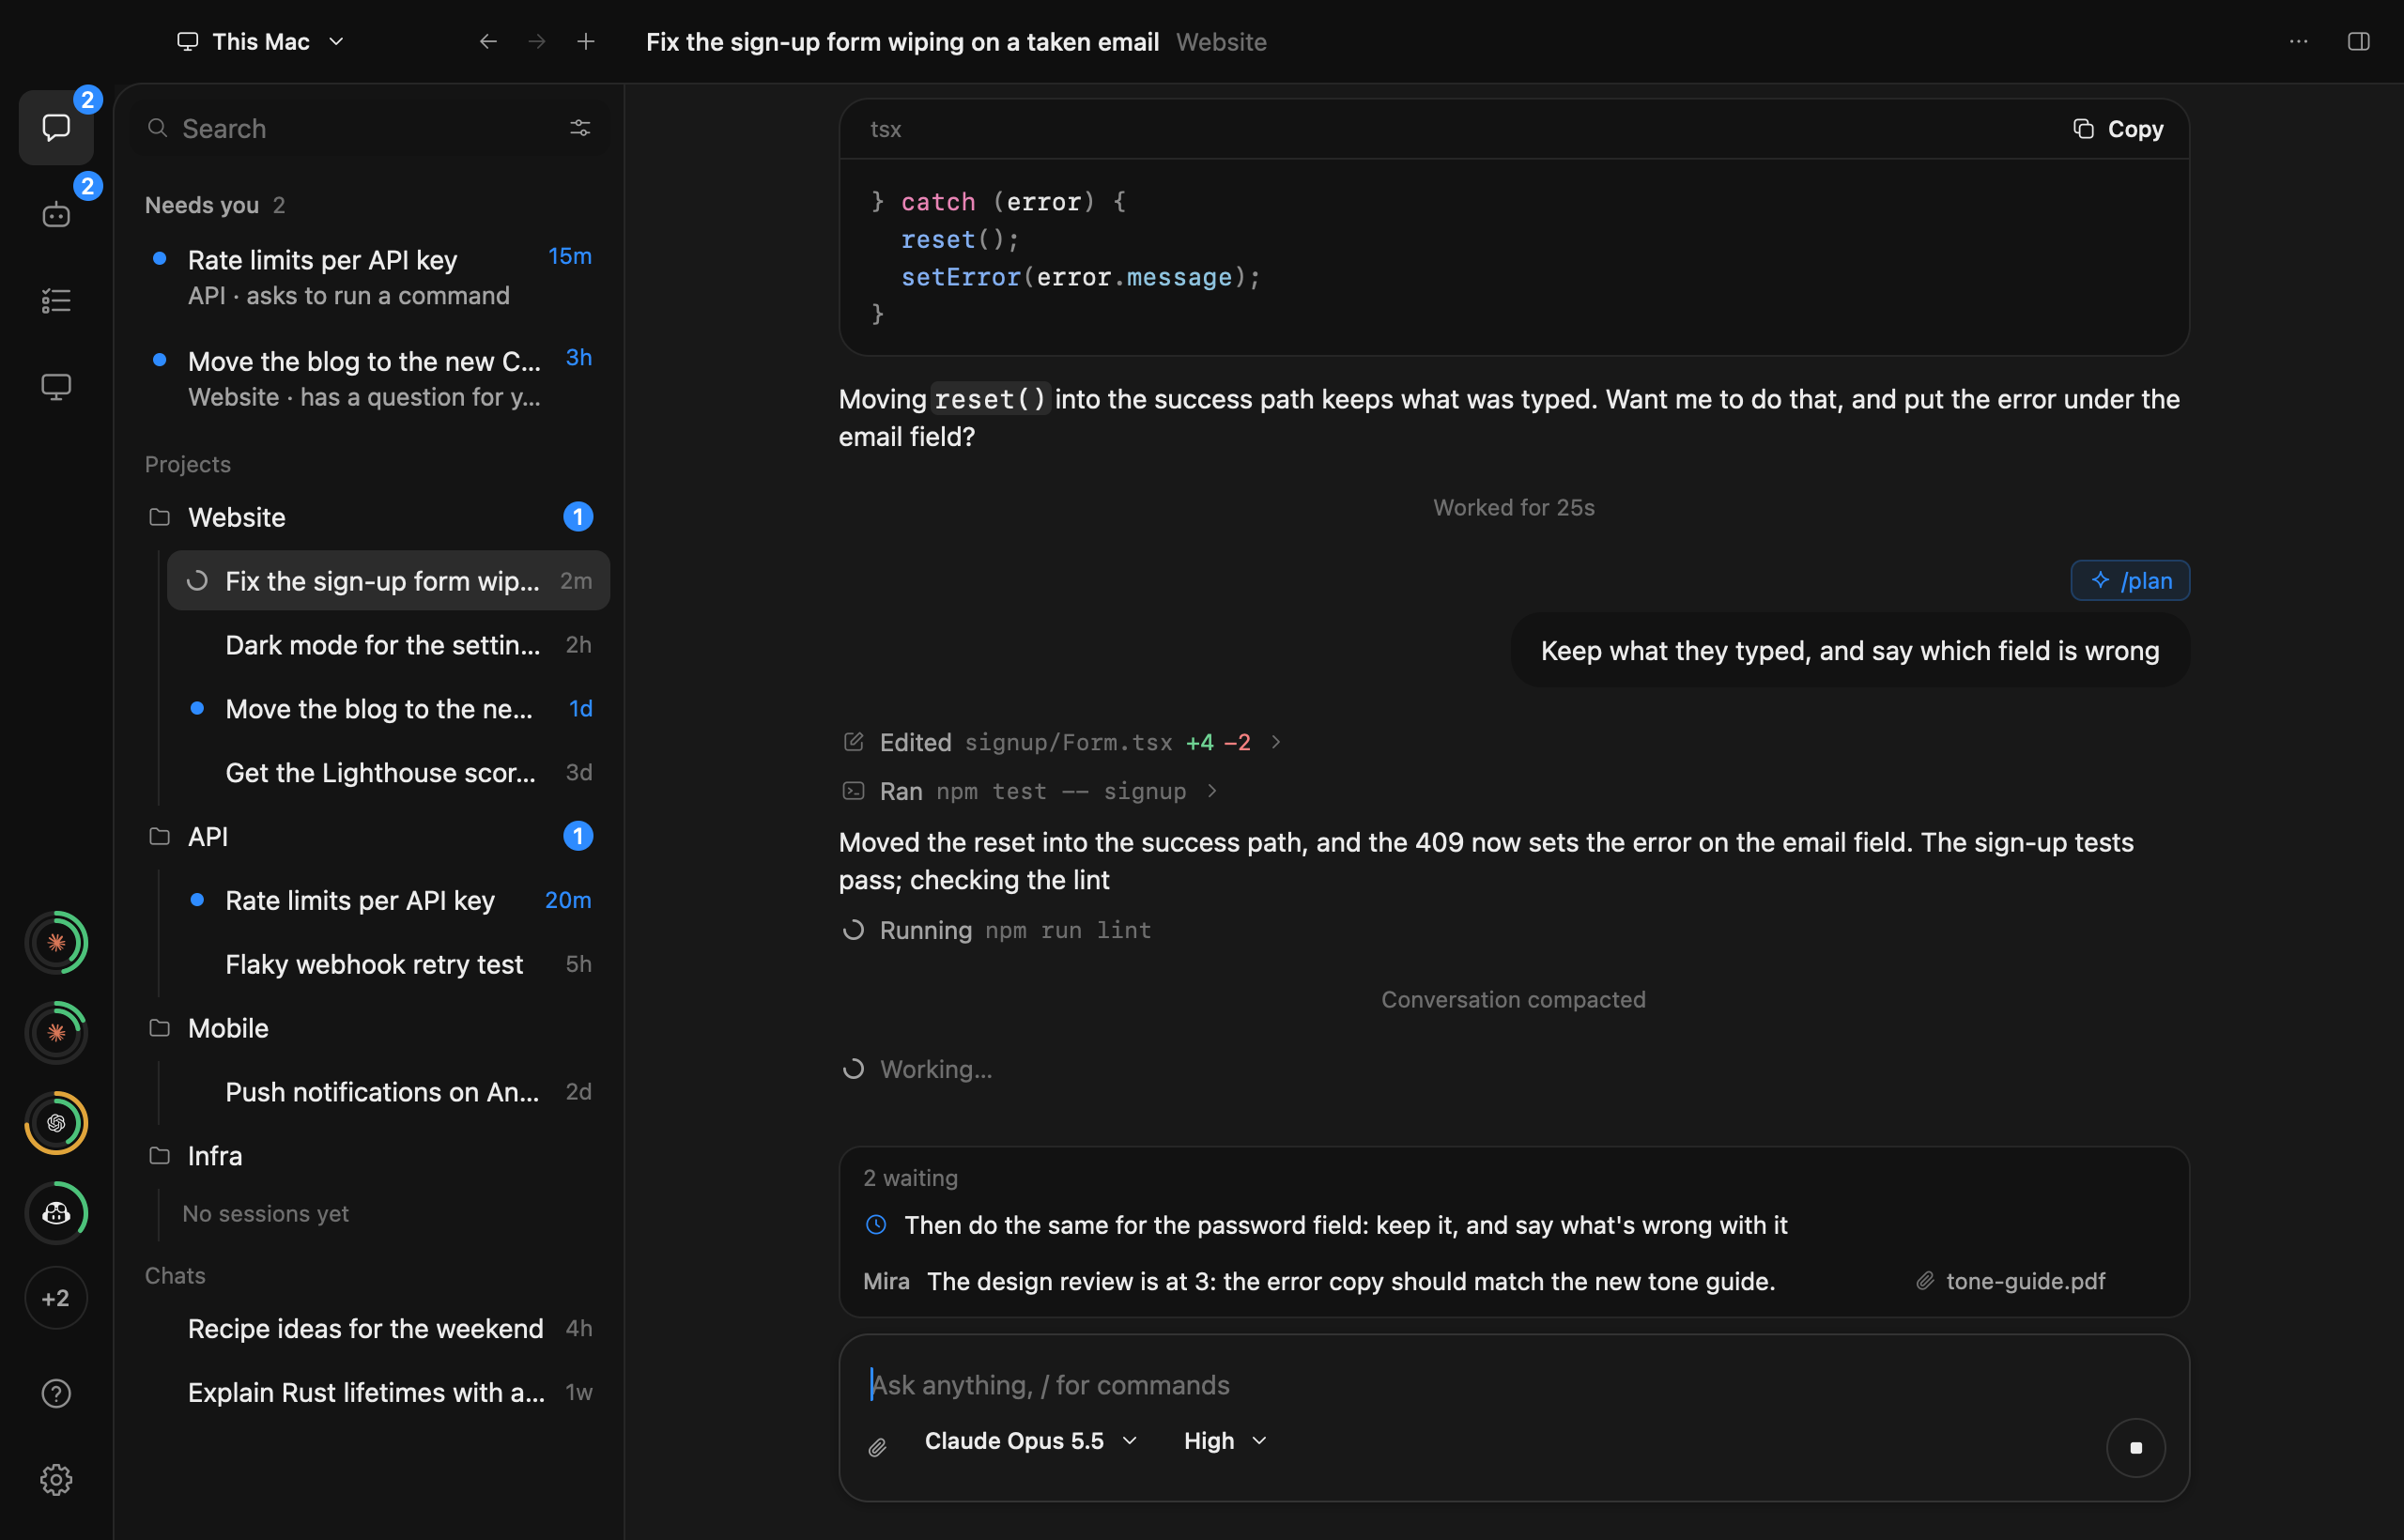 This Mac
Fix the sign-up form wiping on a taken email Website
2
2
+2
Search
Needs you 2
Rate limits per API key 15m
API · asks to run a command
Move the blog to the new C... 3h
Website · has a question for y...
Projects
Website 1
Fix the sign-up form wip... 2m
Dark mode for the settin... 2h
Move the blog to the ne... 1d
Get the Lighthouse scor... 3d
API 1
Rate limits per API key 20m
Flaky webhook retry test 5h
Mobile
Push notifications on An... 2d
Infra
No sessions yet
Chats
Recipe ideas for the weekend 4h
Explain Rust lifetimes with a... 1w
tsx Copy
} catch (error) {
reset();
setError(error.message);
}
Moving reset() into the success path keeps what was typed. Want me to do that, and put the error under the
email field?
Worked for 25s
/plan
Keep what they typed, and say which field is wrong
Edited signup/Form.tsx +4 −2
Ran npm test -- signup
Moved the reset into the success path, and the 409 now sets the error on the email field. The sign-up tests
pass; checking the lint
Running npm run lint
Conversation compacted
Working...
2 waiting
Then do the same for the password field: keep it, and say what's wrong with it
Mira The design review is at 3: the error copy should match the new tone guide. tone-guide.pdf
Ask anything, / for commands
Claude Opus 5.5 High